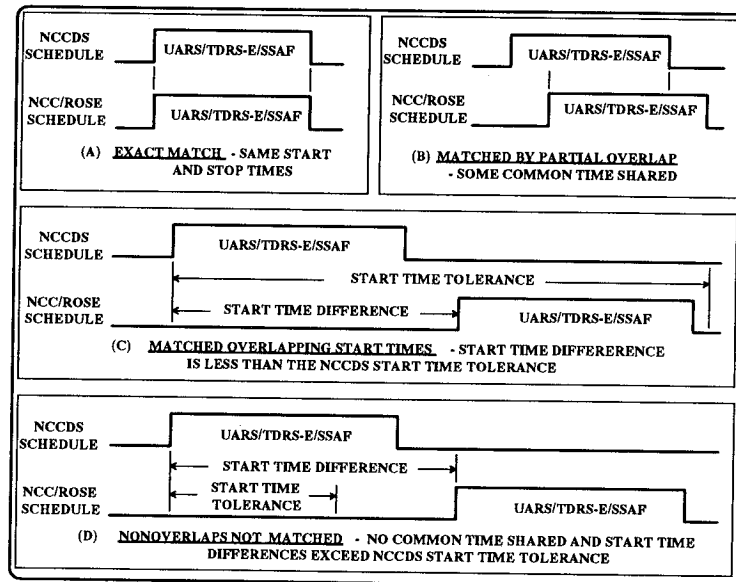 NCCDS
SCHEDULE
UARS/TDRS-E/SSAF
NCC/ROSE
SCHEDULE
UARS/TDRS-E/SSAF
(A) EXACT MATCH - SAME START
AND STOP TIMES
NCCDS
SCHEDULE
UARS/TDRS-E/SSAF
NCC/ROSE
SCHEDULE
UARS/TDRS-E/SSAF
(B) MATCHED BY PARTIAL OVERLAP
- SOME COMMON TIME SHARED
NCCDS
SCHEDULE
UARS/TDRS-E/SSAF
START TIME TOLERANCE
NCC/ROSE
SCHEDULE
START TIME DIFFERENCE
UARS/TDRS-E/SSAF
(C) MATCHED OVERLAPPING START TIMES - START TIME DIFFERERENCE
IS LESS THAN THE NCCDS START TIME TOLERANCE
NCCDS
SCHEDULE
UARS/TDRS-E/SSAF
START TIME DIFFERENCE
START TIME
TOLERANCE
NCC/ROSE
SCHEDULE
UARS/TDRS-E/SSAF
(D) NONOVERLAPS NOT MATCHED - NO COMMON TIME SHARED AND START TIME
DIFFERENCES EXCEED NCCDS START TIME TOLERANCE